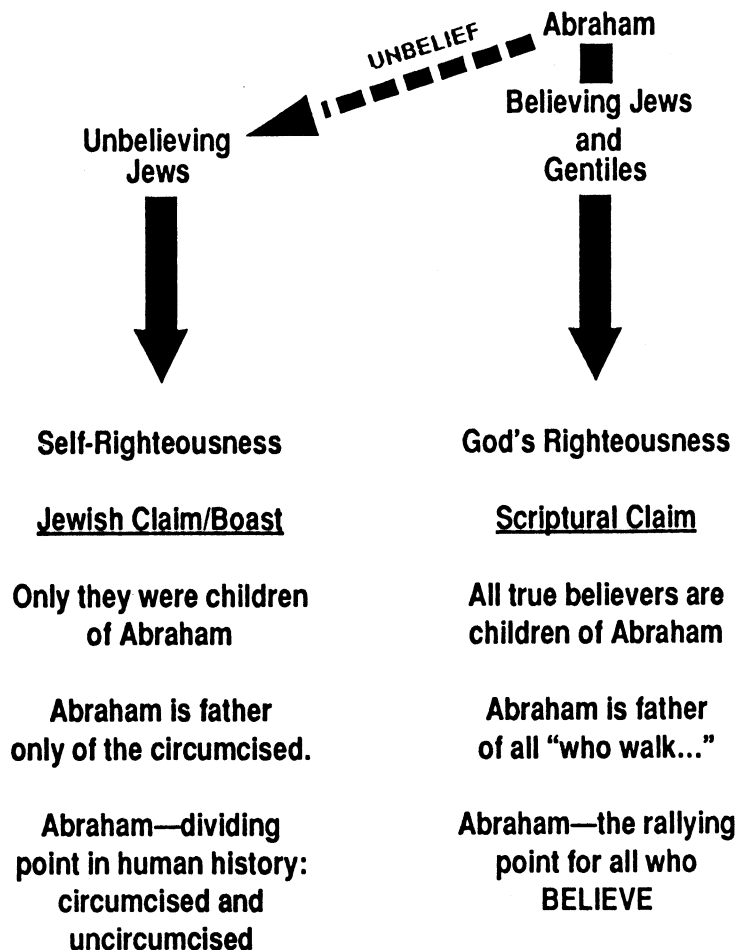 UNBELIEF
Abraham
Believing Jews
and
Gentiles
Unbelieving
Jews
Self-Righteousness
Jewish Claim/Boast
Only they were children
of Abraham
Abraham is father
only of the circumcised.
Abraham—dividing
point in human history:
circumcised and
uncircumcised
God's Righteousness
Scriptural Claim
All true believers are
children of Abraham
Abraham is father
of all “who walk...”
Abraham—the rallying
point for all who
BELIEVE